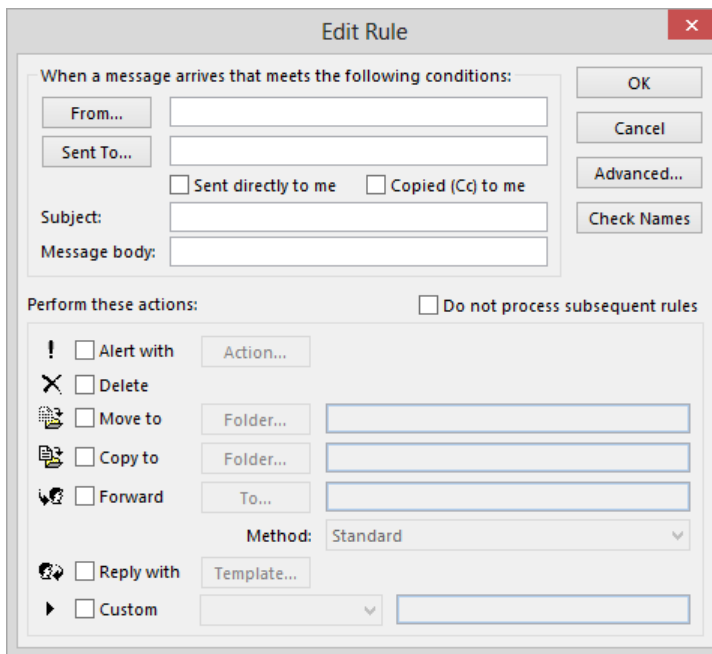 Edit Rule
When a message arrives that meets the following conditions:
OK
From...
Cancel
Sent To...
Advanced...
Sent directly to me
Copied (Cc) to me
Subject:
Check Names
Message body:
Perform these actions:
Do not process subsequent rules
Alert with
Action...
Delete
Move to
Folder...
Copy to
Folder...
Forward
To...
Method:
Standard
Reply with
Template...
Custom